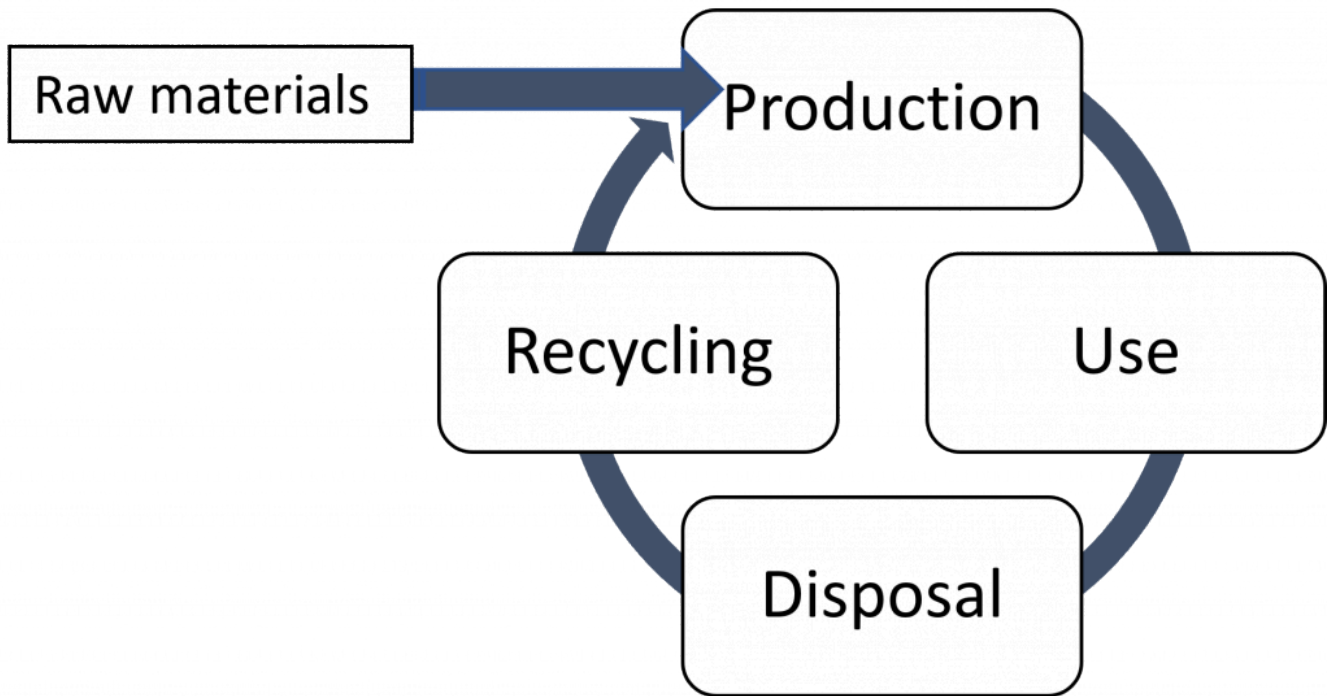 Raw materials
Production
Recycling
Use
Disposal